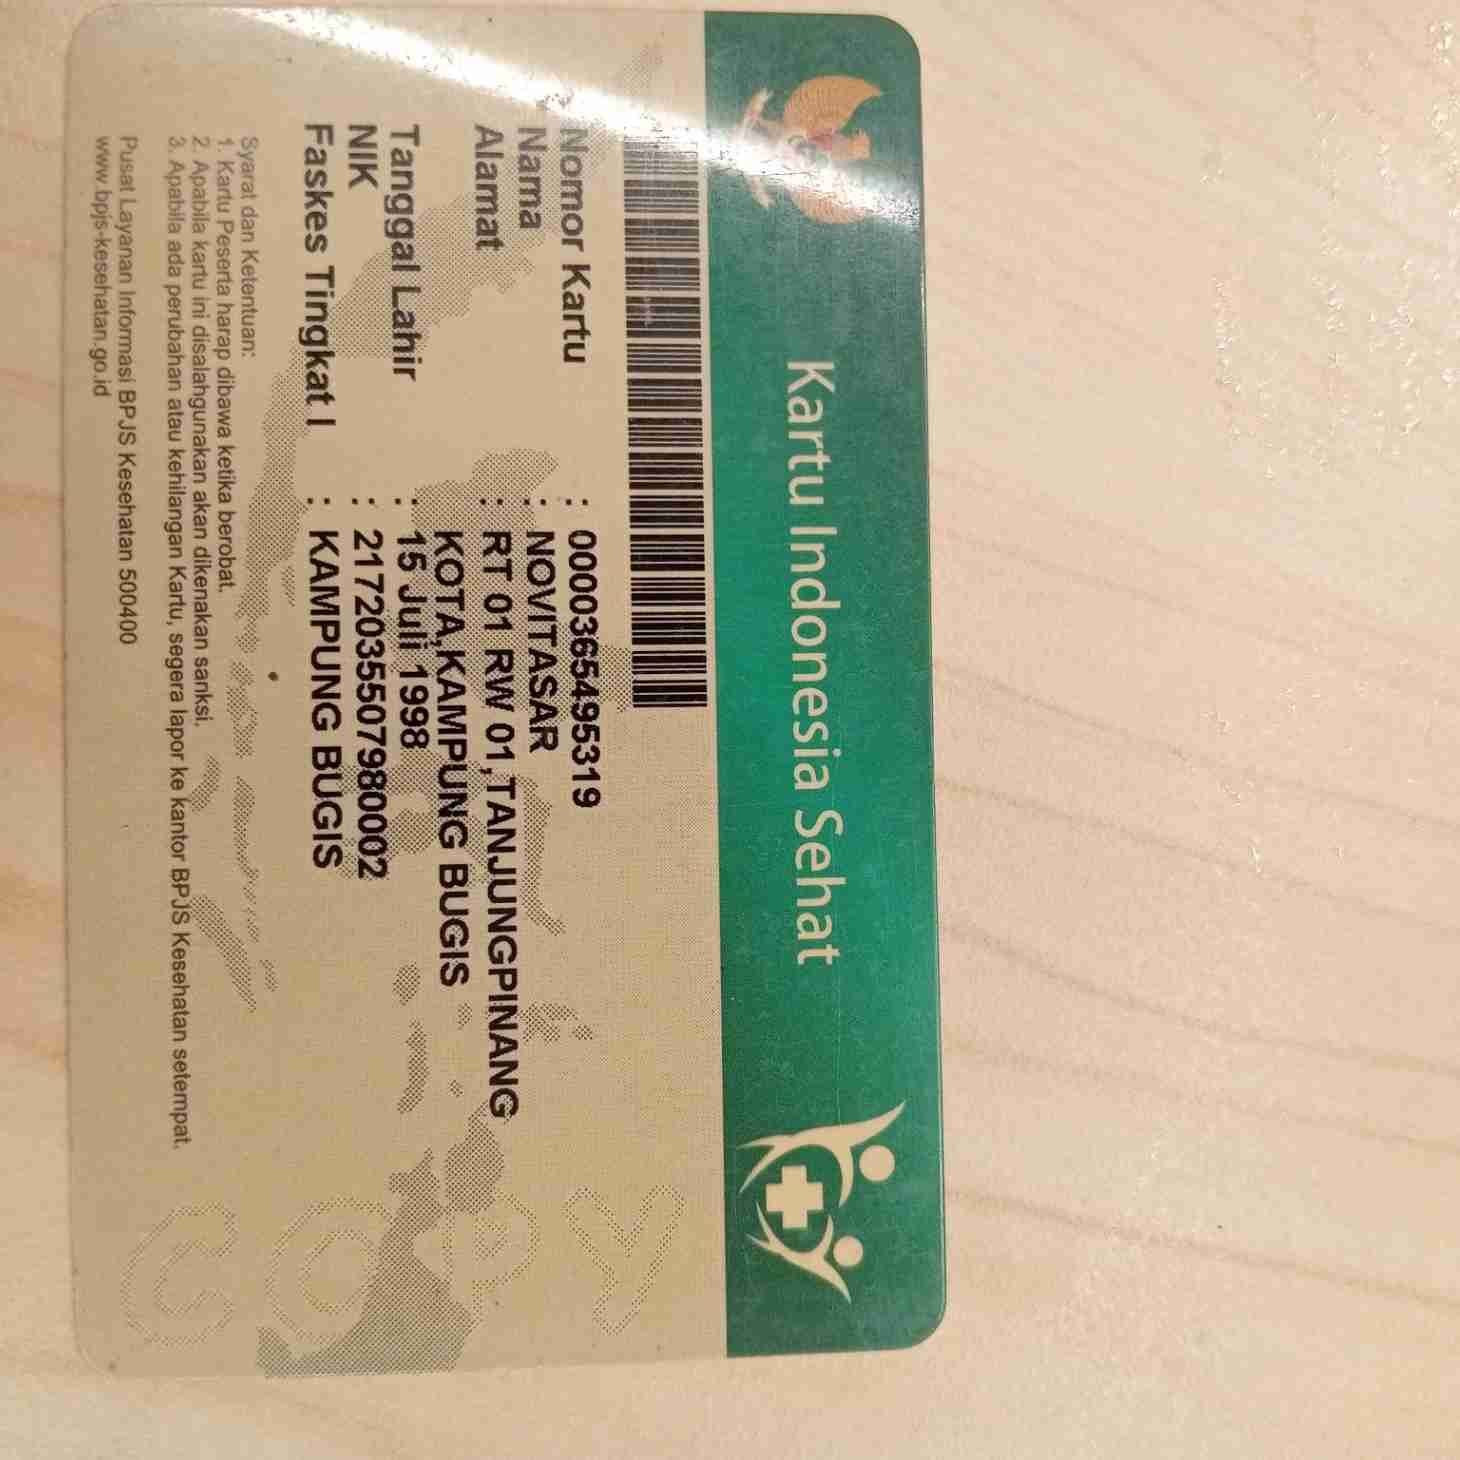 Kartu Indonesia Sehat
Nomor Kartu : 0000365495319
Nama : NOVITASAR
Alamat : RT 01 RW 01,TANJUNGPINANG
KOTA,KAMPUNG BUGIS
Tanggal Lahir : 15 Juli 1998
NIK : 2172035507980002
Faskes Tingkat I : KAMPUNG BUGIS
Syarat dan Ketentuan:
1. Kartu Peserta harap dibawa ketika berobat.
2. Apabila kartu ini disalahgunakan akan dikenakan sanksi.
3. Apabila ada perubahan atau kehilangan Kartu, segera lapor ke kantor BPJS Kesehatan setempat.
Pusat Layanan Informasi BPJS Kesehatan 500400
www.bpjs-kesehatan.go.id
COPY